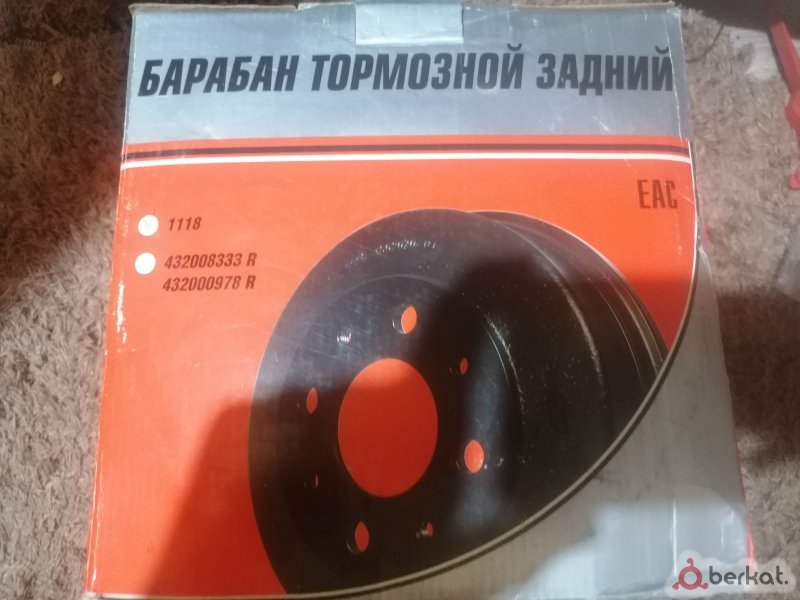 БАРАБАН ТОРМОЗНОЙ ЗАДНИЙ
EAC
1118
432008333 R
432000978 R
berkat.